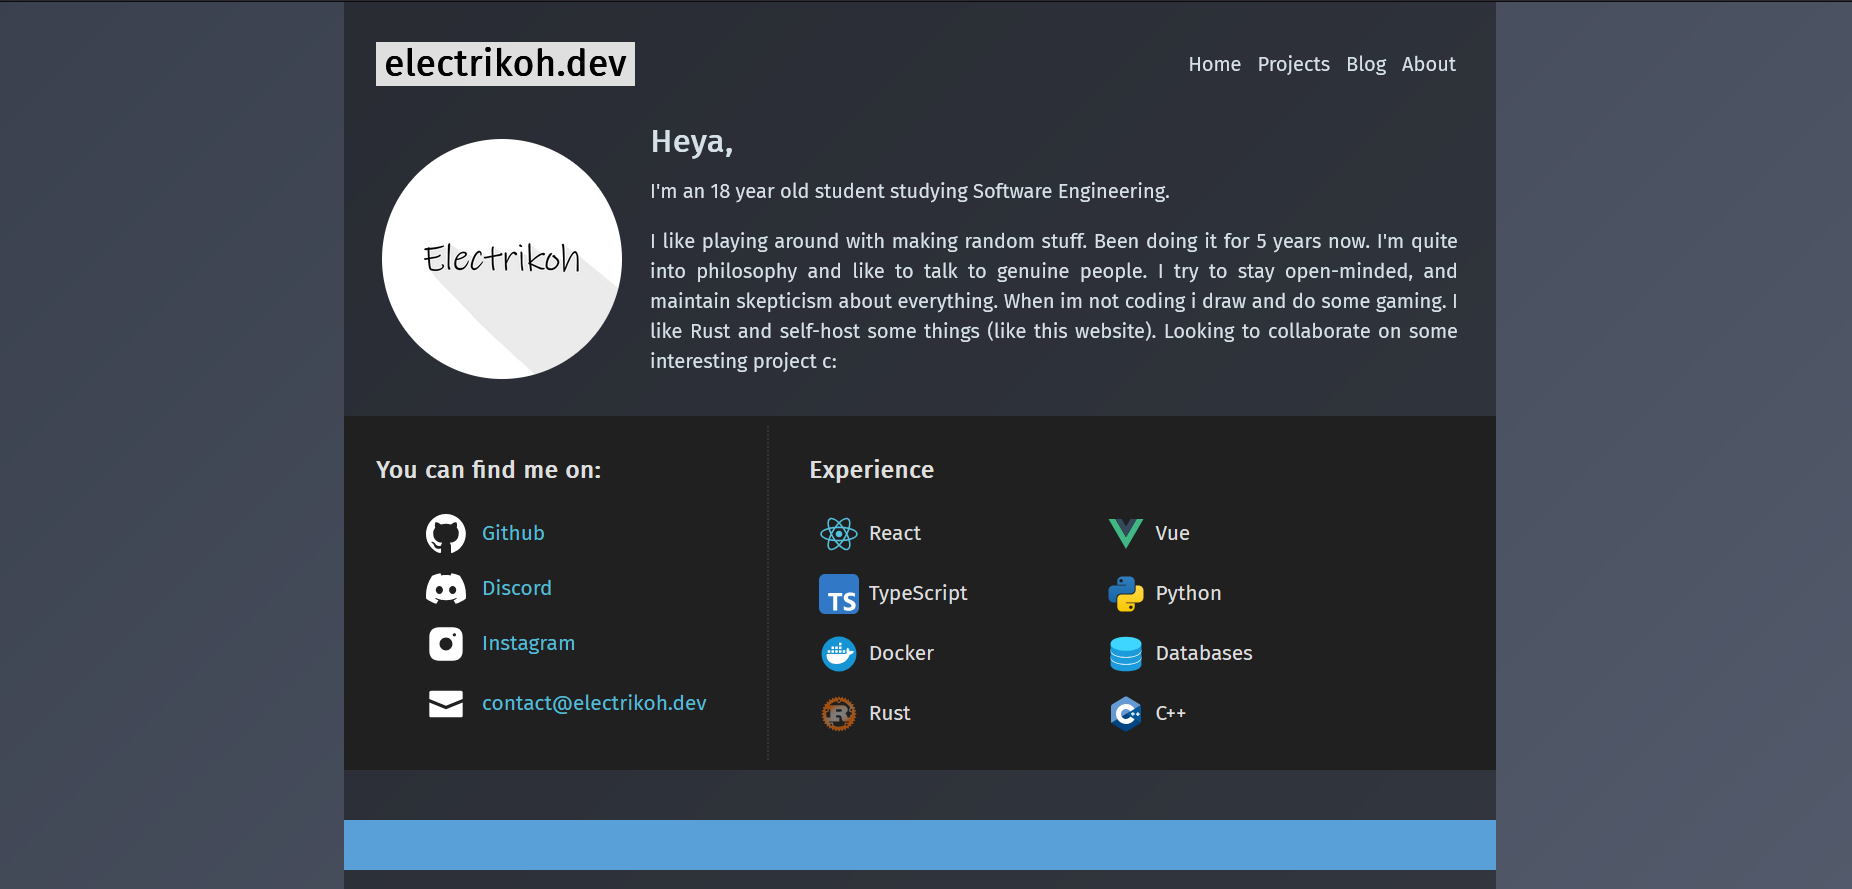 electrikoh.dev
Home Projects Blog About
Electrikoh
Heya,
I'm an 18 year old student studying Software Engineering.
I like playing around with making random stuff. Been doing it for 5 years now. I'm quite
into philosophy and like to talk to genuine people. I try to stay open-minded, and
maintain skepticism about everything. When im not coding i draw and do some gaming. I
like Rust and self-host some things (like this website). Looking to collaborate on some
interesting project c:
You can find me on:
Github
Discord
Instagram
contact@electrikoh.dev
Experience
React
Vue
TS TypeScript
Python
Docker
Databases
R Rust
C++ C++